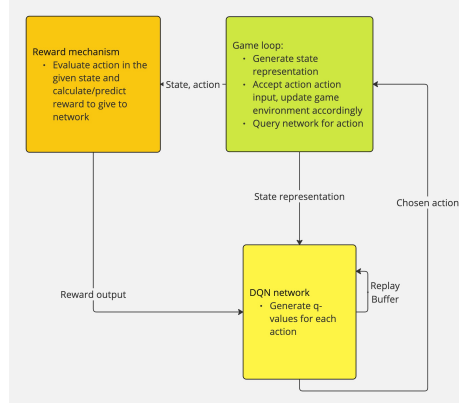 Reward mechanism
• Evaluate action in the
given state and
calculate/predict
reward to give to
network
State, action
Game loop:
• Generate state
representation
• Accept action action
input, update game
environment accordingly
• Query network for action
State representation
Chosen action
Reward output
DQN network
• Generate q-
values for each
action
Replay
Buffer